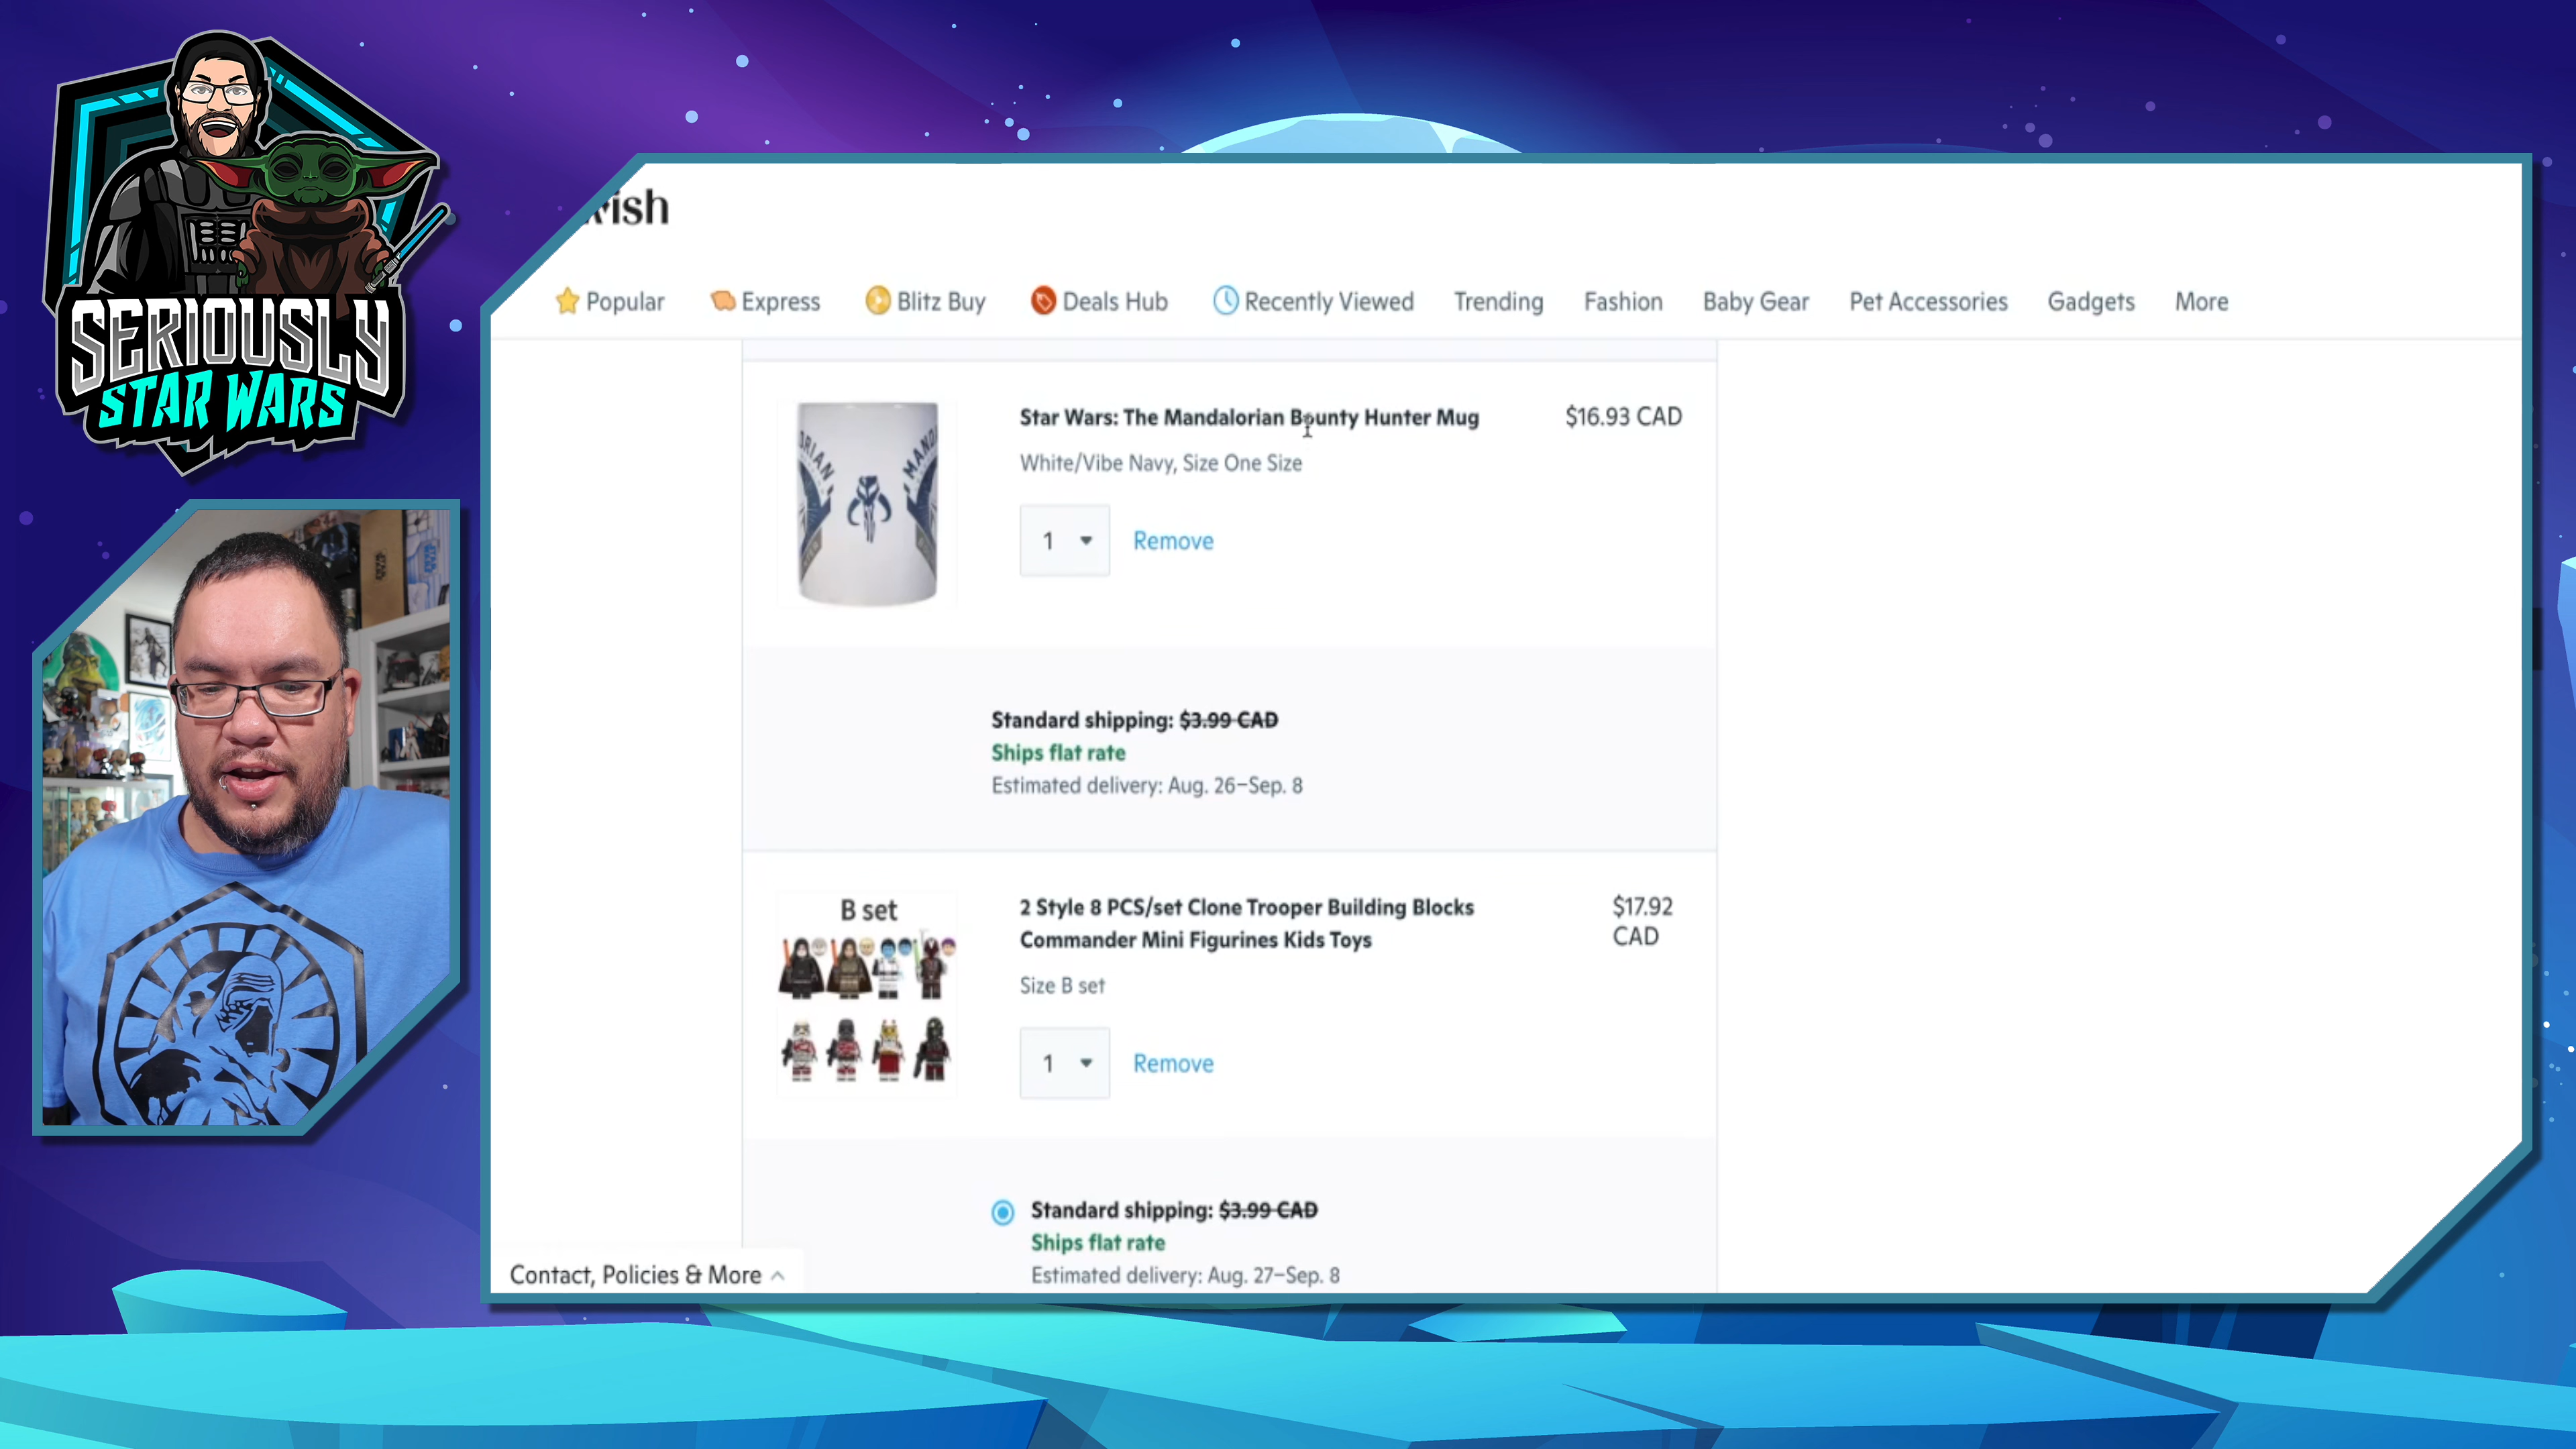 SERIOUSLY
STAR WARS
wish
Popular
Express
Blitz Buy
Deals Hub
Recently Viewed
Trending
Fashion
Baby Gear
Pet Accessories
Gadgets
More
Star Wars: The Mandalorian Bounty Hunter Mug
$16.93 CAD
White/Vibe Navy, Size One Size
1
Remove
Standard shipping: $3.99 CAD
Ships flat rate
Estimated delivery: Aug. 26–Sep. 8
B set
2 Style 8 PCS/set Clone Trooper Building Blocks
Commander Mini Figurines Kids Toys
$17.92
CAD
Size B set
1
Remove
Standard shipping: $3.99 CAD
Ships flat rate
Estimated delivery: Aug. 27–Sep. 8
Contact, Policies & More